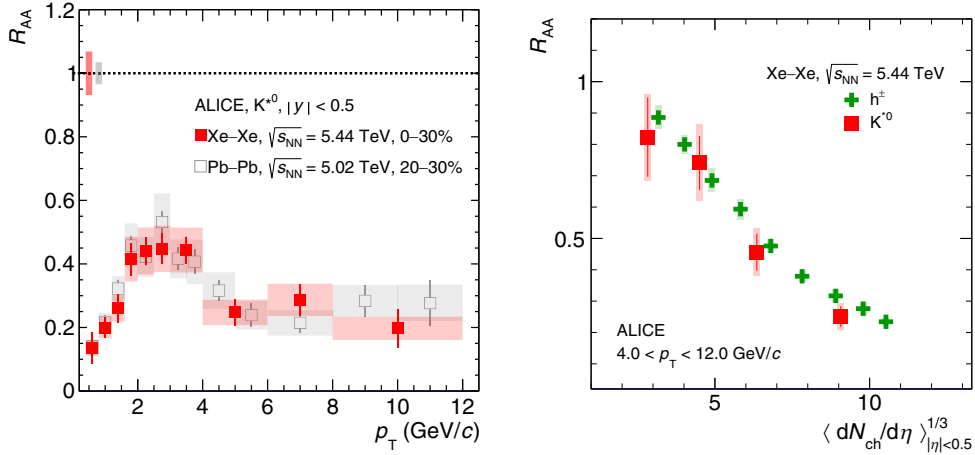 R_AA
1.2
1
0.8
0.6
0.4
0.2
0
ALICE, K*0, | y | < 0.5
Xe–Xe, √s_NN = 5.44 TeV, 0–30%
Pb–Pb, √s_NN = 5.02 TeV, 20–30%
2 4 6 8 10 12
p_T (GeV/c)
R_AA
1
0.5
Xe–Xe, √s_NN = 5.44 TeV
h±
K*0
ALICE
4.0 < p_T < 12.0 GeV/c
5 10
⟨ dN_ch/dη ⟩^1/3_|η|<0.5